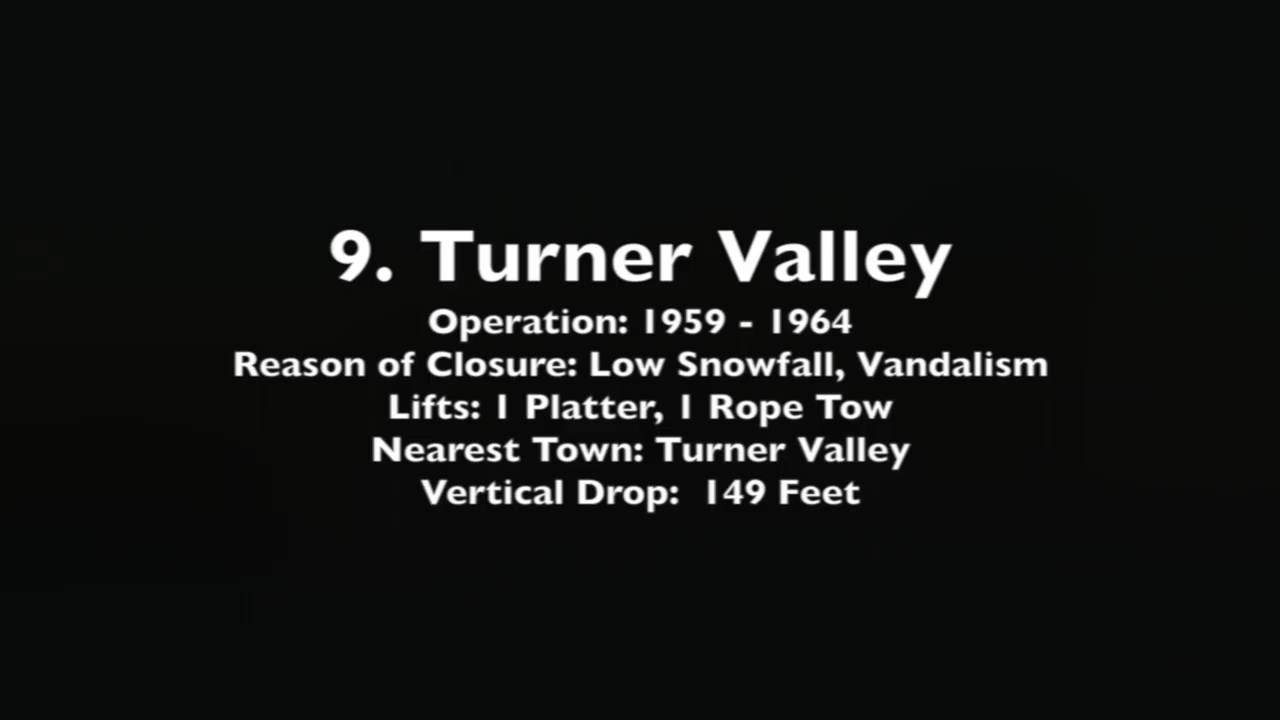 9. Turner Valley
Operation: 1959 - 1964
Reason of Closure: Low Snowfall, Vandalism
Lifts: 1 Platter, 1 Rope Tow
Nearest Town: Turner Valley
Vertical Drop:  149 Feet